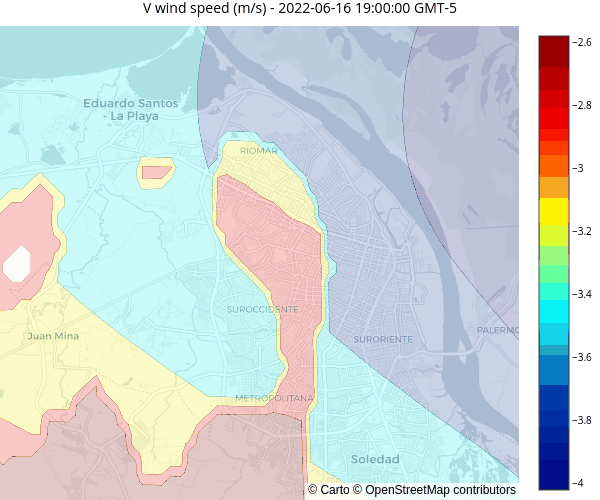 V wind speed (m/s) - 2022-06-16 19:00:00 GMT-5
−2.6
Eduardo Santos
- La Playa
−2.8
RIOMAR
−3
−3.2
−3.4
SUROCCIDENTE
Juan Mina
SURORIENTE
PALERMO
−3.6
METROPOLITANA
−3.8
Soledad
−4
© Carto © OpenStreetMap contributors